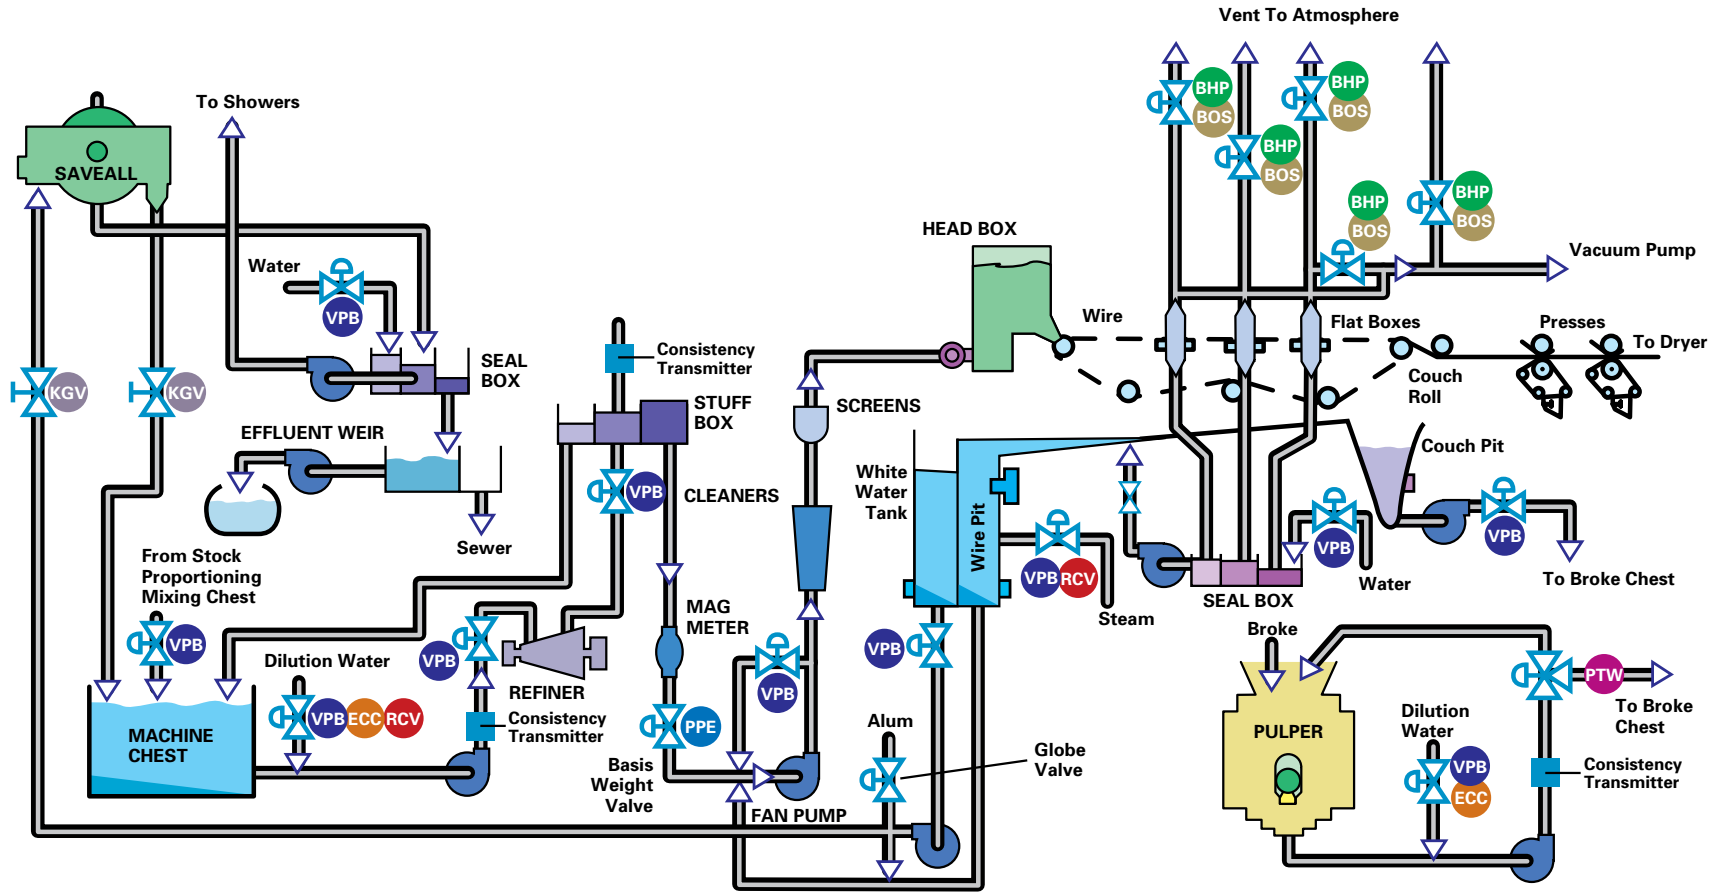 Vent To Atmosphere
BHP
BOS
BHP
BOS
BHP
BOS
BHP
BOS
BHP
BOS
Vacuum Pump
To Showers
SAVEALL
Water
VPB
KGV
KGV
SEAL
BOX
EFFLUENT WEIR
Sewer
Consistency
Transmitter
STUFF
BOX
VPB
CLEANERS
SCREENS
HEAD BOX
Wire
Flat Boxes
Presses
To Dryer
Couch
Roll
Couch Pit
White
Water
Tank
Wire Pit
VPB
RCV
Steam
VPB
Water
SEAL BOX
VPB
To Broke Chest
From Stock
Proportioning
Mixing Chest
VPB
Dilution Water
VPB
ECC
RCV
MACHINE
CHEST
VPB
REFINER
Consistency
Transmitter
MAG
METER
PPE
Basis
Weight
Valve
VPB
FAN PUMP
VPB
Alum
Globe
Valve
Broke
PULPER
Dilution
Water
VPB
ECC
PTW
To Broke
Chest
Consistency
Transmitter